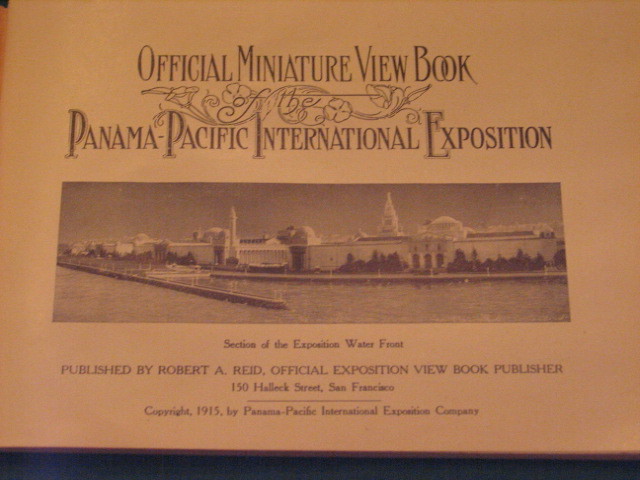 OFFICIAL MINIATURE VIEW BOOK
of the
PANAMA-PACIFIC INTERNATIONAL EXPOSITION
Section of the Exposition Water Front
PUBLISHED BY ROBERT A. REID, OFFICIAL EXPOSITION VIEW BOOK PUBLISHER
150 Halleck Street, San Francisco
Copyright, 1915, by Panama-Pacific International Exposition Company